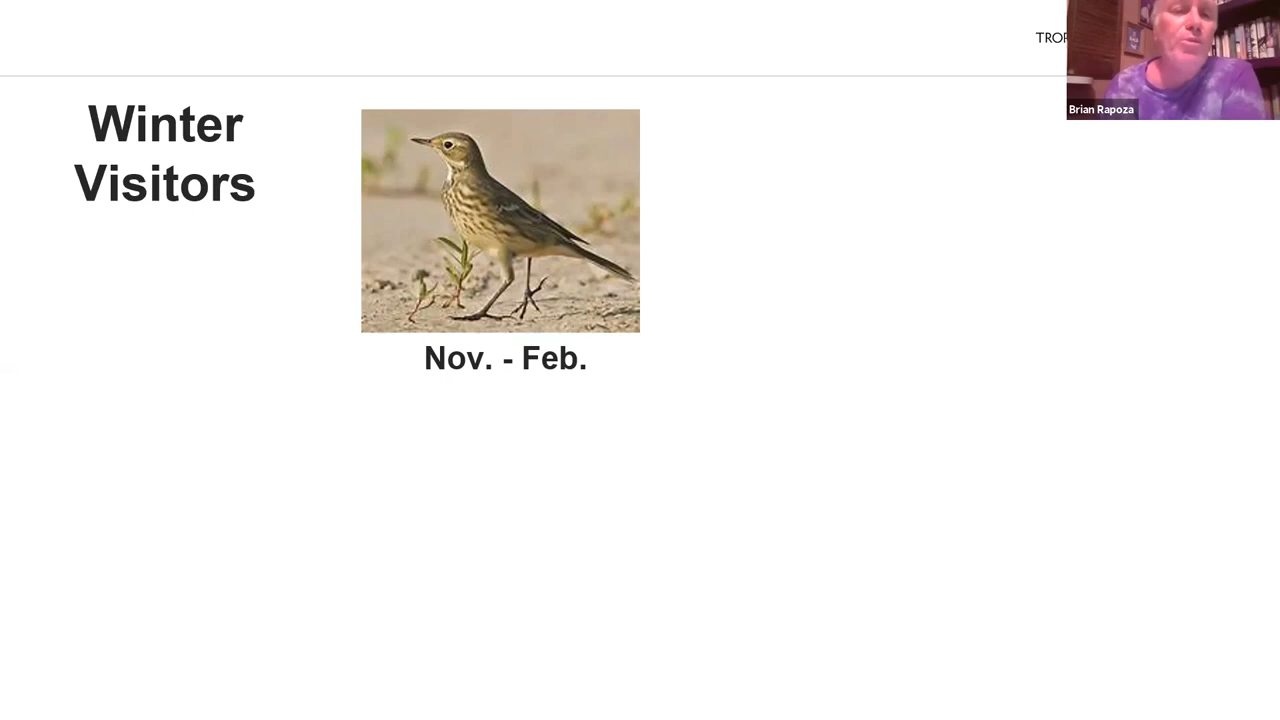 TROP
Winter
Visitors
Nov. - Feb.
Brian Rapoza